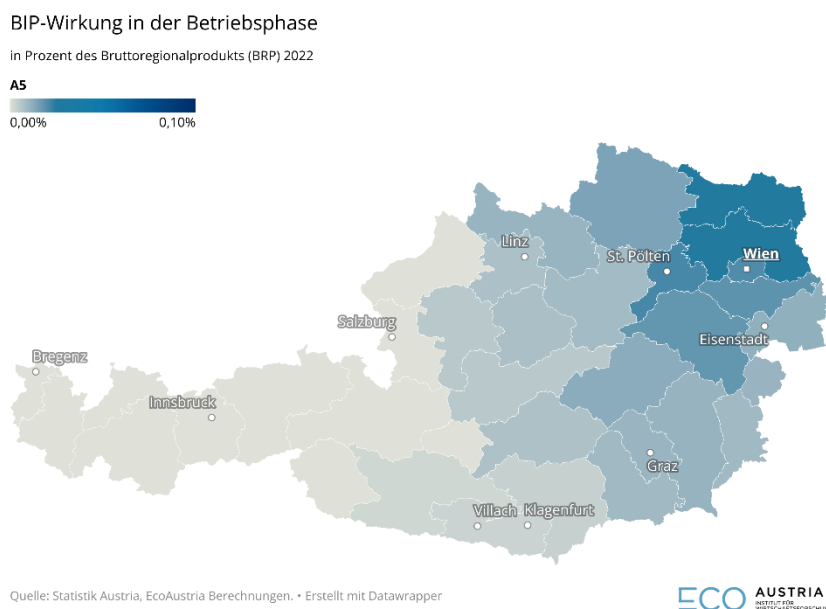 BIP-Wirkung in der Betriebsphase
in Prozent des Bruttoregionalprodukts (BRP) 2022
A5
0,00% 0,10%
Linz
St. Pölten
Wien
Salzburg
Eisenstadt
Bregenz
Innsbruck
Graz
Villach
Klagenfurt
Quelle: Statistik Austria, EcoAustria Berechnungen. • Erstellt mit Datawrapper
ECO AUSTRIA
INSTITUT FÜR